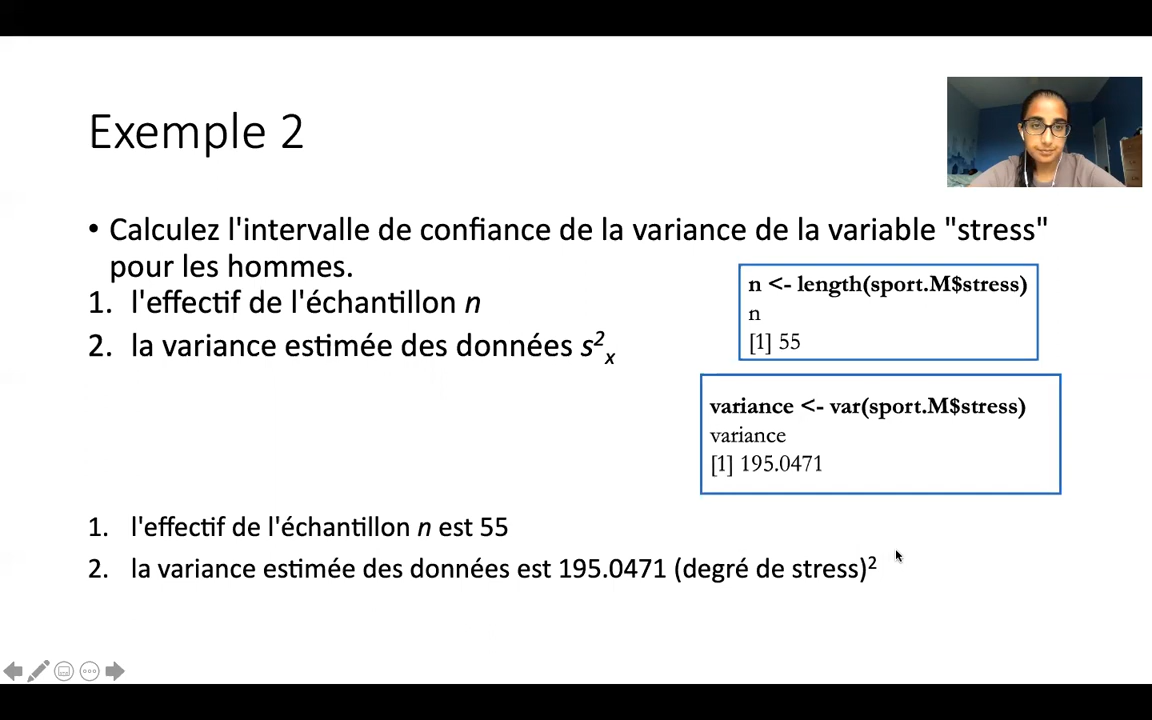 Exemple 2
• Calculez l'intervalle de confiance de la variance de la variable "stress"
pour les hommes.
1. l'effectif de l'échantillon n
2. la variance estimée des données s²ₓ
n <- length(sport.M$stress)
n
[1] 55
variance <- var(sport.M$stress)
variance
[1] 195.0471
1. l'effectif de l'échantillon n est 55
2. la variance estimée des données est 195.0471 (degré de stress)²